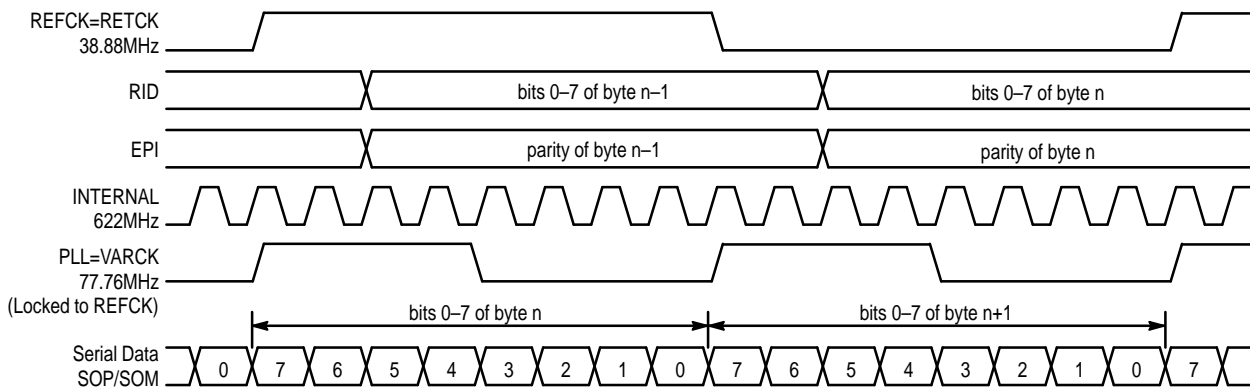 REFCK=RETCK
38.88MHz
RID
bits 0–7 of byte n–1
bits 0–7 of byte n
EPI
parity of byte n–1
parity of byte n
INTERNAL
622MHz
PLL=VARCK
77.76MHz
(Locked to REFCK)
bits 0–7 of byte n
bits 0–7 of byte n+1
Serial Data
SOP/SOM
0 7 6 5 4 3 2 1 0 7 6 5 4 3 2 1 0 7